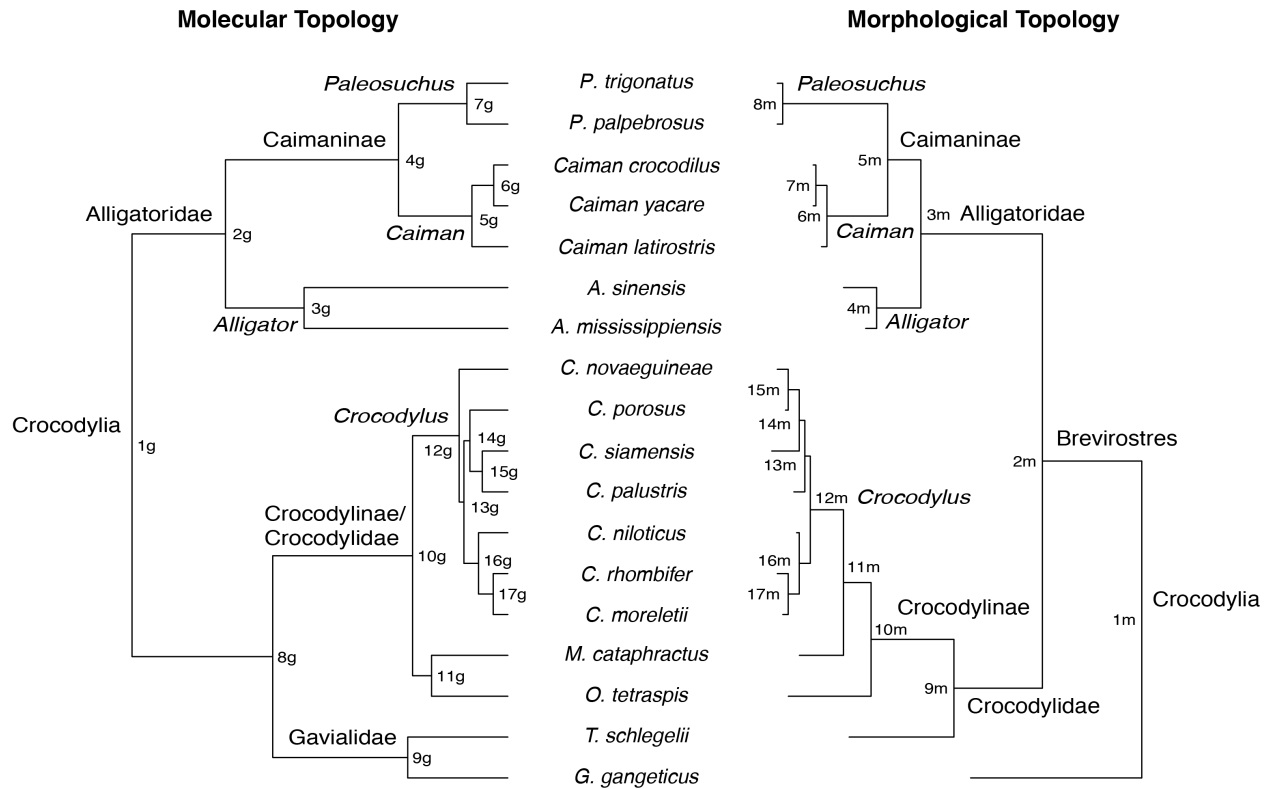 Molecular Topology
Morphological Topology
Paleosuchus
7g
P. trigonatus
8m
Paleosuchus
P. palpebrosus
Caimaninae
4g
Caiman crocodilus
5m
Caimaninae
6g
Caiman yacare
7m
Alligatoridae
5g
6m
3m
Alligatoridae
2g
Caiman
Caiman latirostris
Caiman
A. sinensis
3g
4m
Alligator
A. mississippiensis
Alligator
C. novaeguineae
15m
Crocodylus
C. porosus
14m
Crocodylia
1g
12g
14g
C. siamensis
13m
2m
Brevirostres
15g
C. palustris
12m
Crocodylus
13g
Crocodylinae/
Crocodylidae
10g
C. niloticus
16g
16m
11m
C. rhombifer
17g
17m
C. moreletii
Crocodylinae
1m
Crocodylia
10m
8g
M. cataphractus
11g
9m
O. tetraspis
Crocodylidae
Gavialidae
T. schlegelii
9g
G. gangeticus